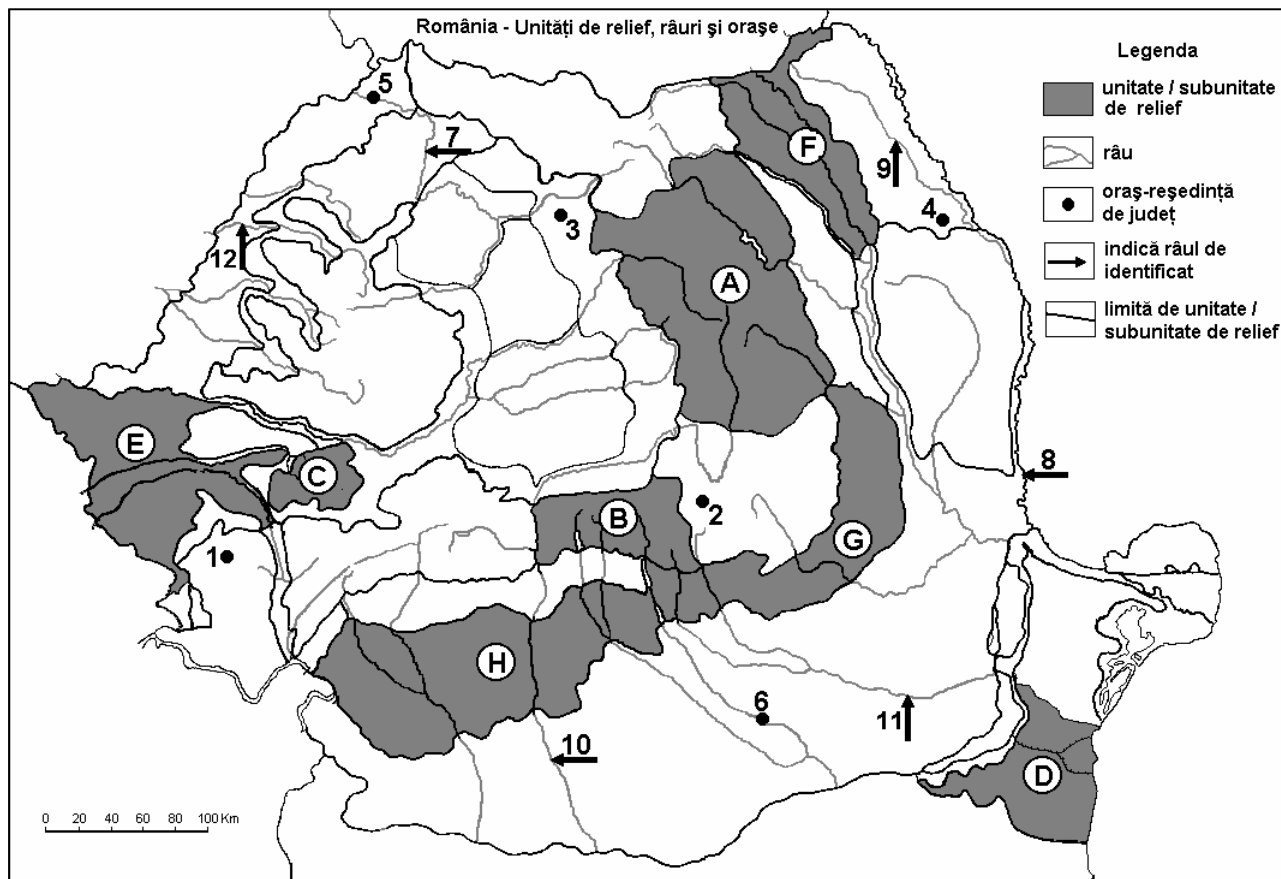 România - Unități de relief, râuri și orașe
Legenda
unitate / subunitate
de relief
râu
oraș-reședință
de județ
indică râul de
identificat
limită de unitate /
subunitate de relief
5
7
F
9
4
3
12
A
E
C
8
B
2
G
1
H
6
11
10
D
0 20 40 60 80 100 Km